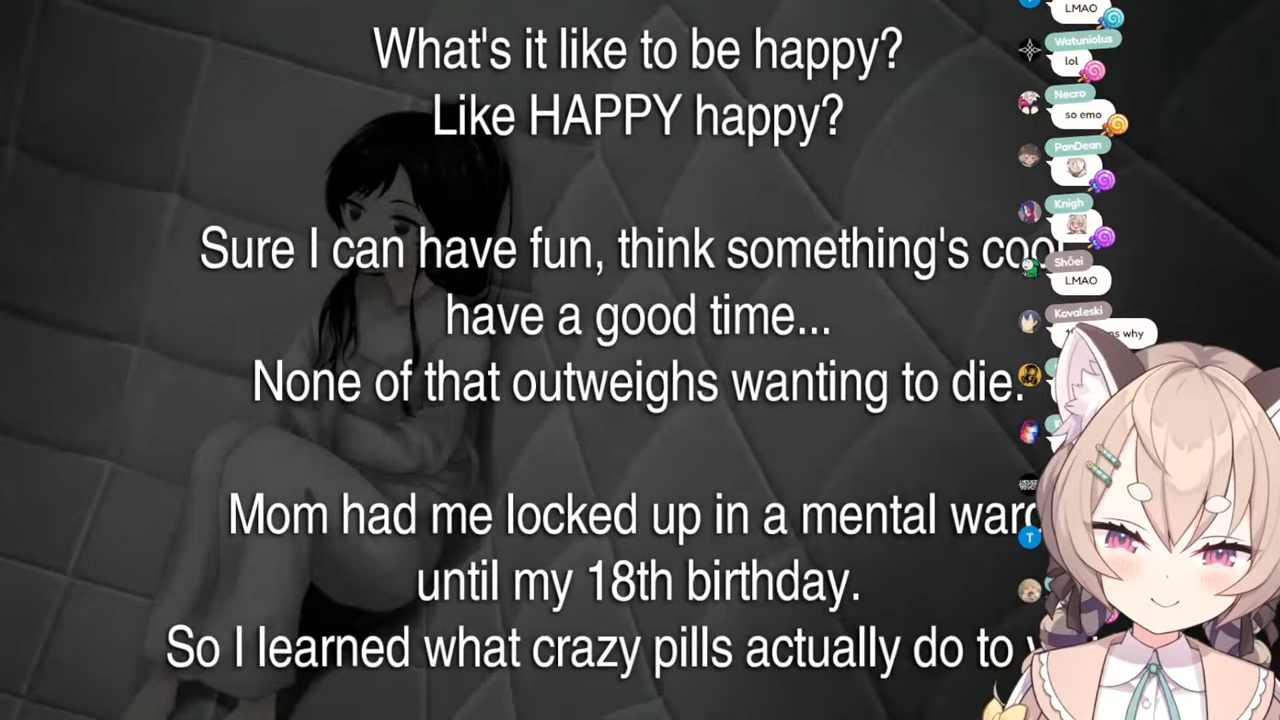 What's it like to be happy?
Like HAPPY happy?
Sure I can have fun, think something's
have a good time...
None of that outweighs wanting to die.
Mom had me locked up in a mental
until my 18th birthday.
So I learned what crazy pills actually do to
LMAO
Watuniolus
lol
Necro
so emo
PanDean
Knigh
Shōei
LMAO
Kovaleski
why
T